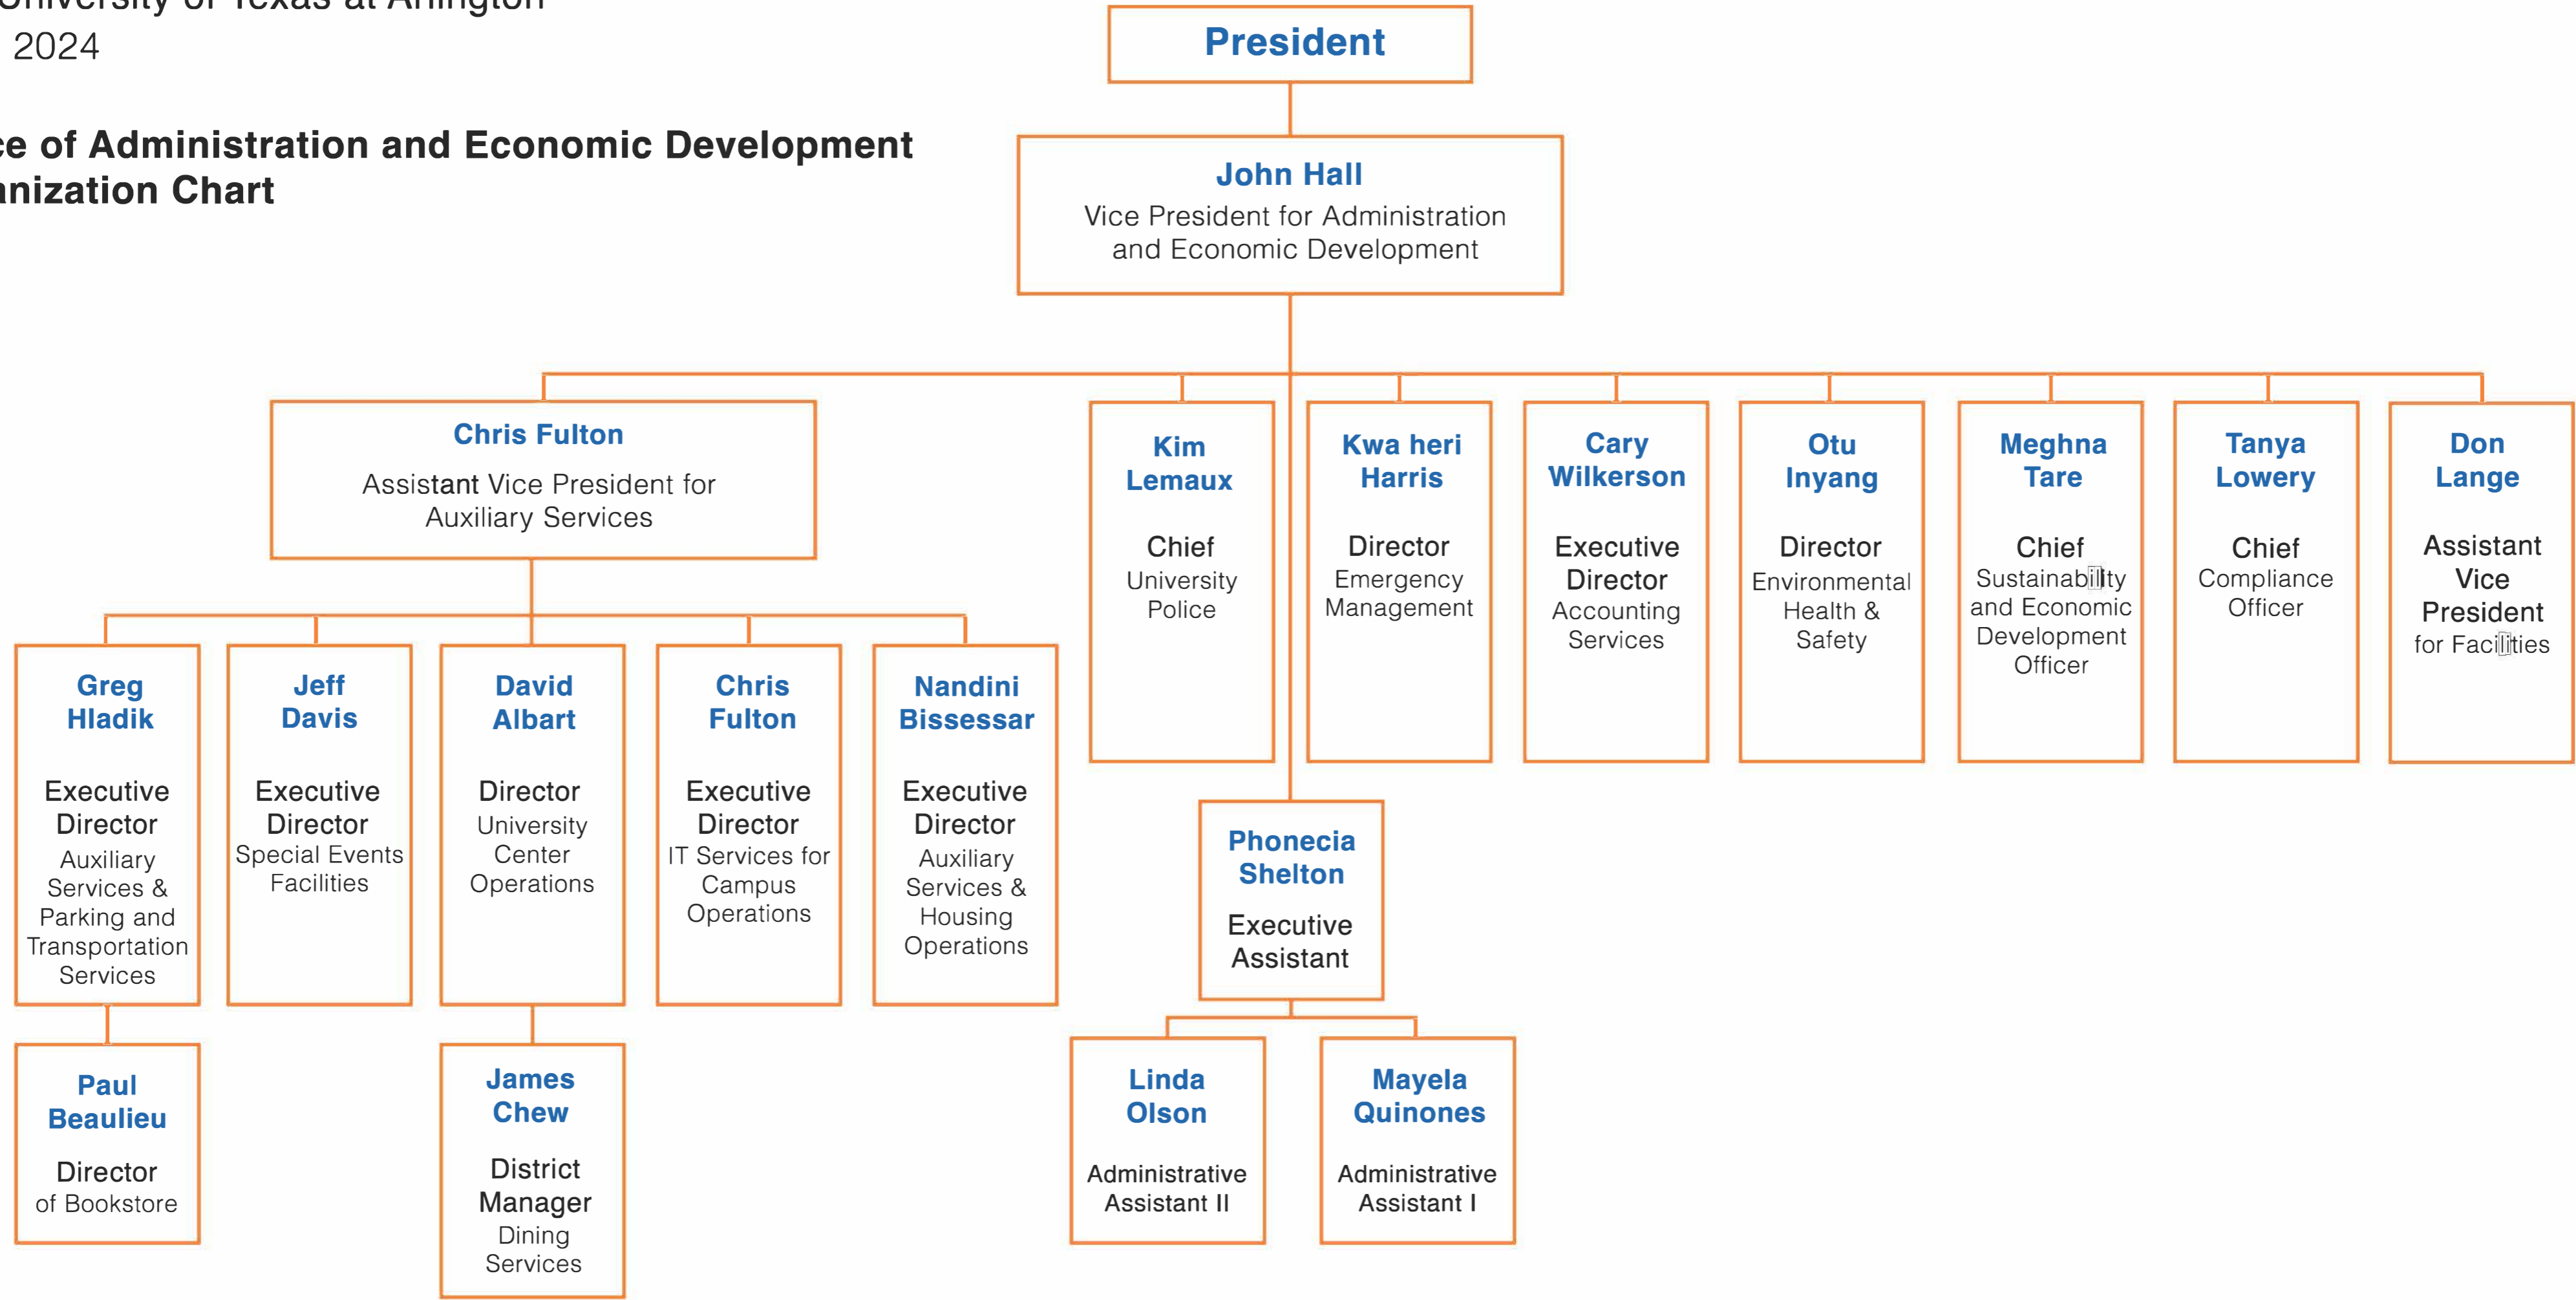 University of Texas at Arlington
2024
ce of Administration and Economic Development
anization Chart
President
John Hall
Vice President for Administration
and Economic Development
Chris Fulton
Assistant Vice President for
Auxiliary Services
Kim
Lemaux
Chief
University
Police
Kwa heri
Harris
Director
Emergency
Management
Cary
Wilkerson
Executive
Director
Accounting
Services
Otu
Inyang
Director
Environmental
Health &
Safety
Meghna
Tare
Chief
Sustainability
and Economic
Development
Officer
Tanya
Lowery
Chief
Compliance
Officer
Don
Lange
Assistant
Vice
President
for Facilities
Greg
Hladik
Executive
Director
Auxiliary
Services &
Parking and
Transportation
Services
Jeff
Davis
Executive
Director
Special Events
Facilities
David
Albart
Director
University
Center
Operations
Chris
Fulton
Executive
Director
IT Services for
Campus
Operations
Nandini
Bissessar
Executive
Director
Auxiliary
Services &
Housing
Operations
Phonecia
Shelton
Executive
Assistant
Paul
Beaulieu
Director
of Bookstore
James
Chew
District
Manager
Dining
Services
Linda
Olson
Administrative
Assistant II
Mayela
Quinones
Administrative
Assistant I